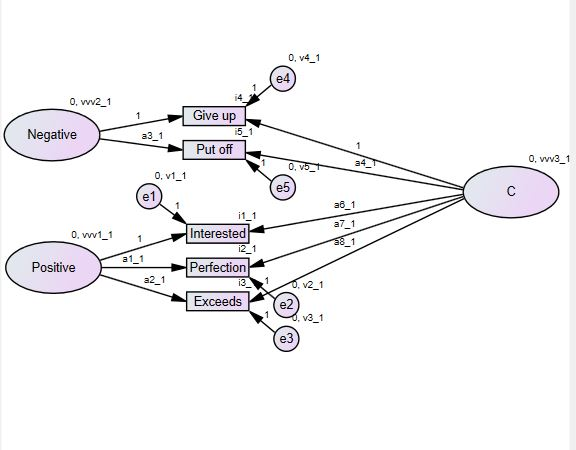 0, v4_1
e4
1
0, vvv2_1
i4_1
Negative
1
Give up
a3_1
i5_1
Put off
1
0, v5_1
e5
1
a4_1
0, vvv3_1
C
0, v1_1
e1
1
a6_1
a7_1
a8_1
0, vvv1_1
i1_1
Positive
1
Interested
a1_1
i2_1
Perfection
a2_1
i3_1
Exceeds
1
0, v2_1
e2
1
0, v3_1
e3